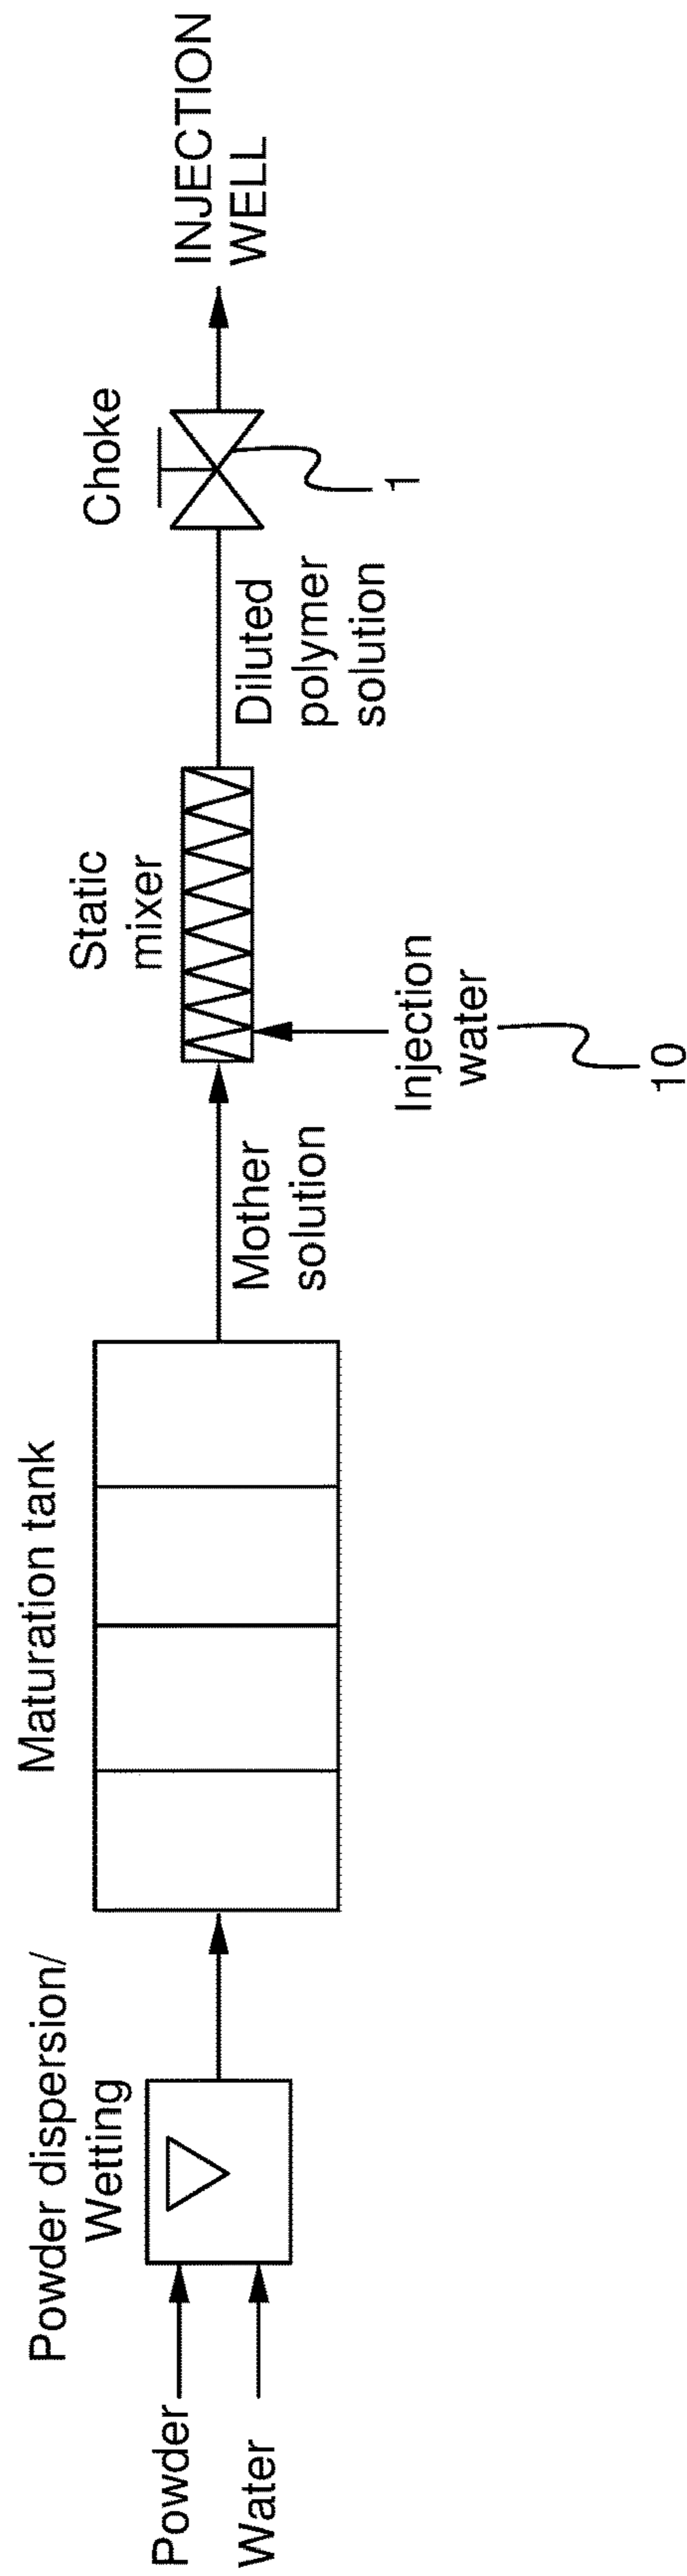 Powder
Water
Powder dispersion/
Wetting
Maturation tank
Mother
solution
Static
mixer
Injection
water
10
Diluted
polymer
solution
Choke
1
INJECTION
WELL